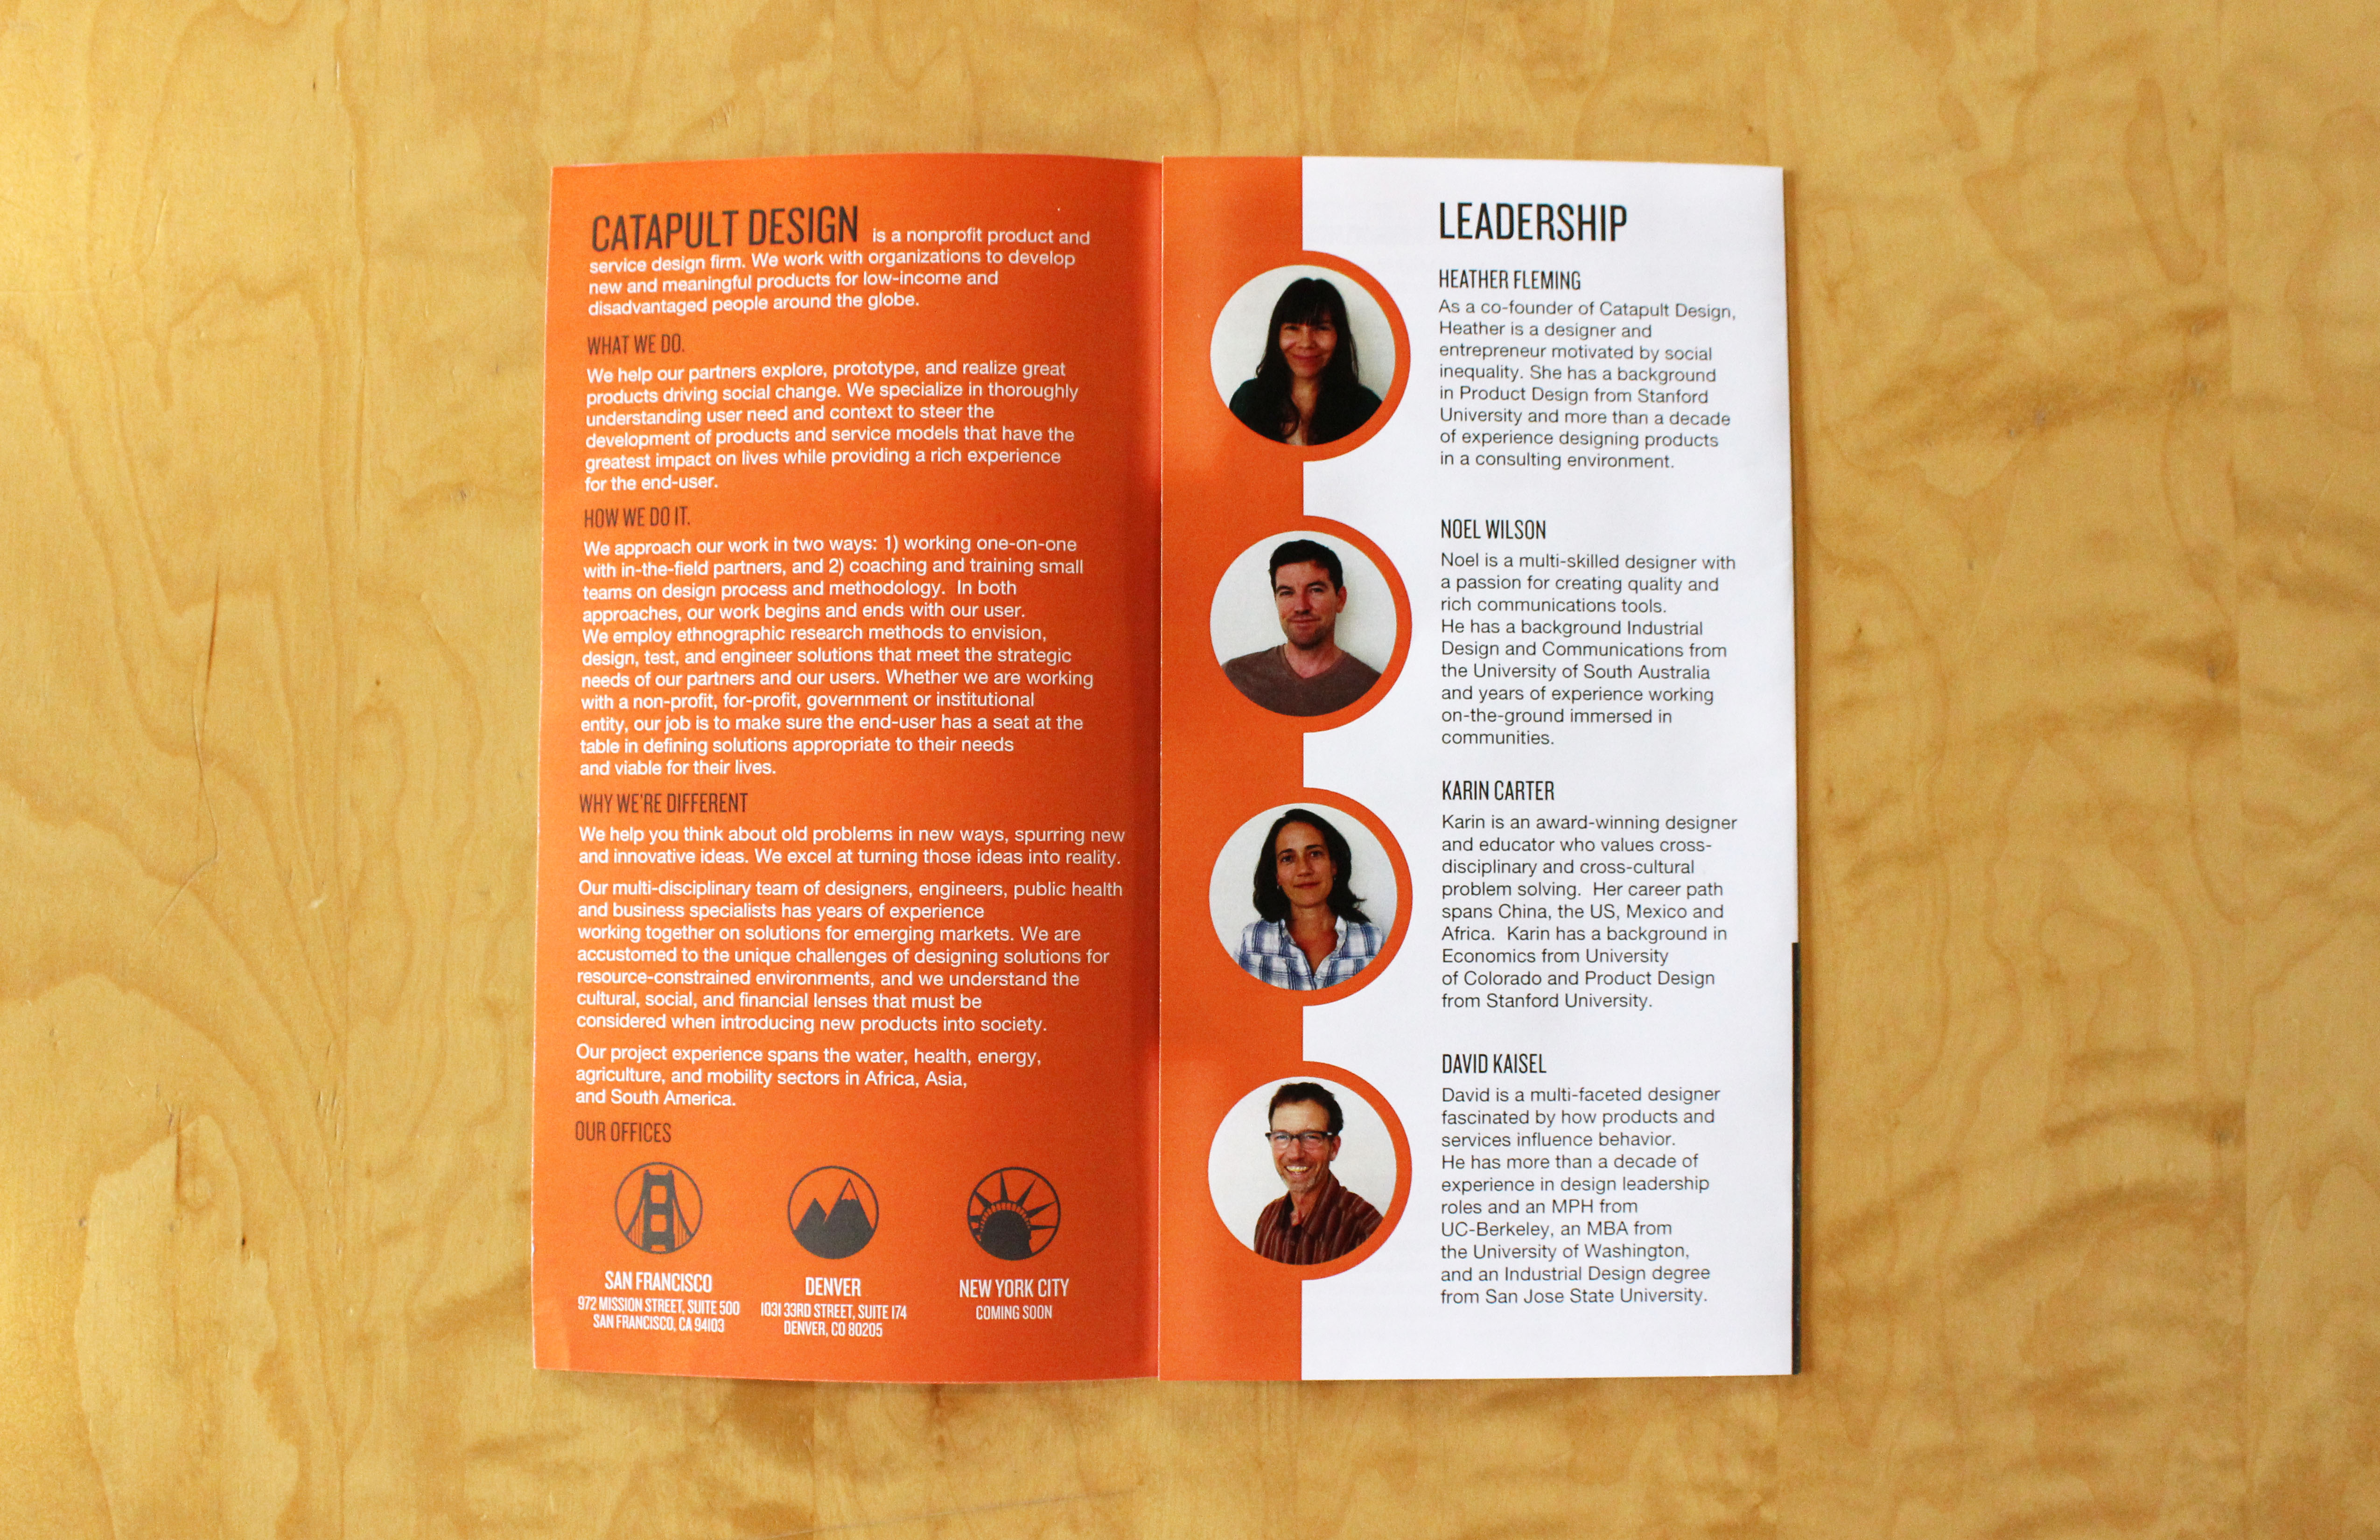 CATAPULT DESIGN is a nonprofit product and
service design firm. We work with organizations to develop
new and meaningful products for low-income and
disadvantaged people around the globe.
WHAT WE DO.
We help our partners explore, prototype, and realize great
products driving social change. We specialize in thoroughly
understanding user need and context to steer the
development of products and service models that have the
greatest impact on lives while providing a rich experience
for the end-user.
HOW WE DO IT.
We approach our work in two ways: 1) working one-on-one
with in-the-field partners, and 2) coaching and training small
teams on design process and methodology.  In both
approaches, our work begins and ends with our user.
We employ ethnographic research methods to envision,
design, test, and engineer solutions that meet the strategic
needs of our partners and our users. Whether we are working
with a non-profit, for-profit, government or institutional
entity, our job is to make sure the end-user has a seat at the
table in defining solutions appropriate to their needs
and viable for their lives.
WHY WE'RE DIFFERENT
We help you think about old problems in new ways, spurring new
and innovative ideas. We excel at turning those ideas into reality.
Our multi-disciplinary team of designers, engineers, public health
and business specialists has years of experience
working together on solutions for emerging markets. We are
accustomed to the unique challenges of designing solutions for
resource-constrained environments, and we understand the
cultural, social, and financial lenses that must be
considered when introducing new products into society.
Our project experience spans the water, health, energy,
agriculture, and mobility sectors in Africa, Asia,
and South America.
OUR OFFICES
SAN FRANCISCO
972 MISSION STREET, SUITE 500
SAN FRANCISCO, CA 94103
DENVER
1031 33RD STREET, SUITE 174
DENVER, CO 80205
NEW YORK CITY
COMING SOON
LEADERSHIP
HEATHER FLEMING
As a co-founder of Catapult Design,
Heather is a designer and
entrepreneur motivated by social
inequality. She has a background
in Product Design from Stanford
University and more than a decade
of experience designing products
in a consulting environment.
NOEL WILSON
Noel is a multi-skilled designer with
a passion for creating quality and
rich communications tools.
He has a background Industrial
Design and Communications from
the University of South Australia
and years of experience working
on-the-ground immersed in
communities.
KARIN CARTER
Karin is an award-winning designer
and educator who values cross-
disciplinary and cross-cultural
problem solving.  Her career path
spans China, the US, Mexico and
Africa.  Karin has a background in
Economics from University
of Colorado and Product Design
from Stanford University.
DAVID KAISEL
David is a multi-faceted designer
fascinated by how products and
services influence behavior.
He has more than a decade of
experience in design leadership
roles and an MPH from
UC-Berkeley, an MBA from
the University of Washington,
and an Industrial Design degree
from San Jose State University.